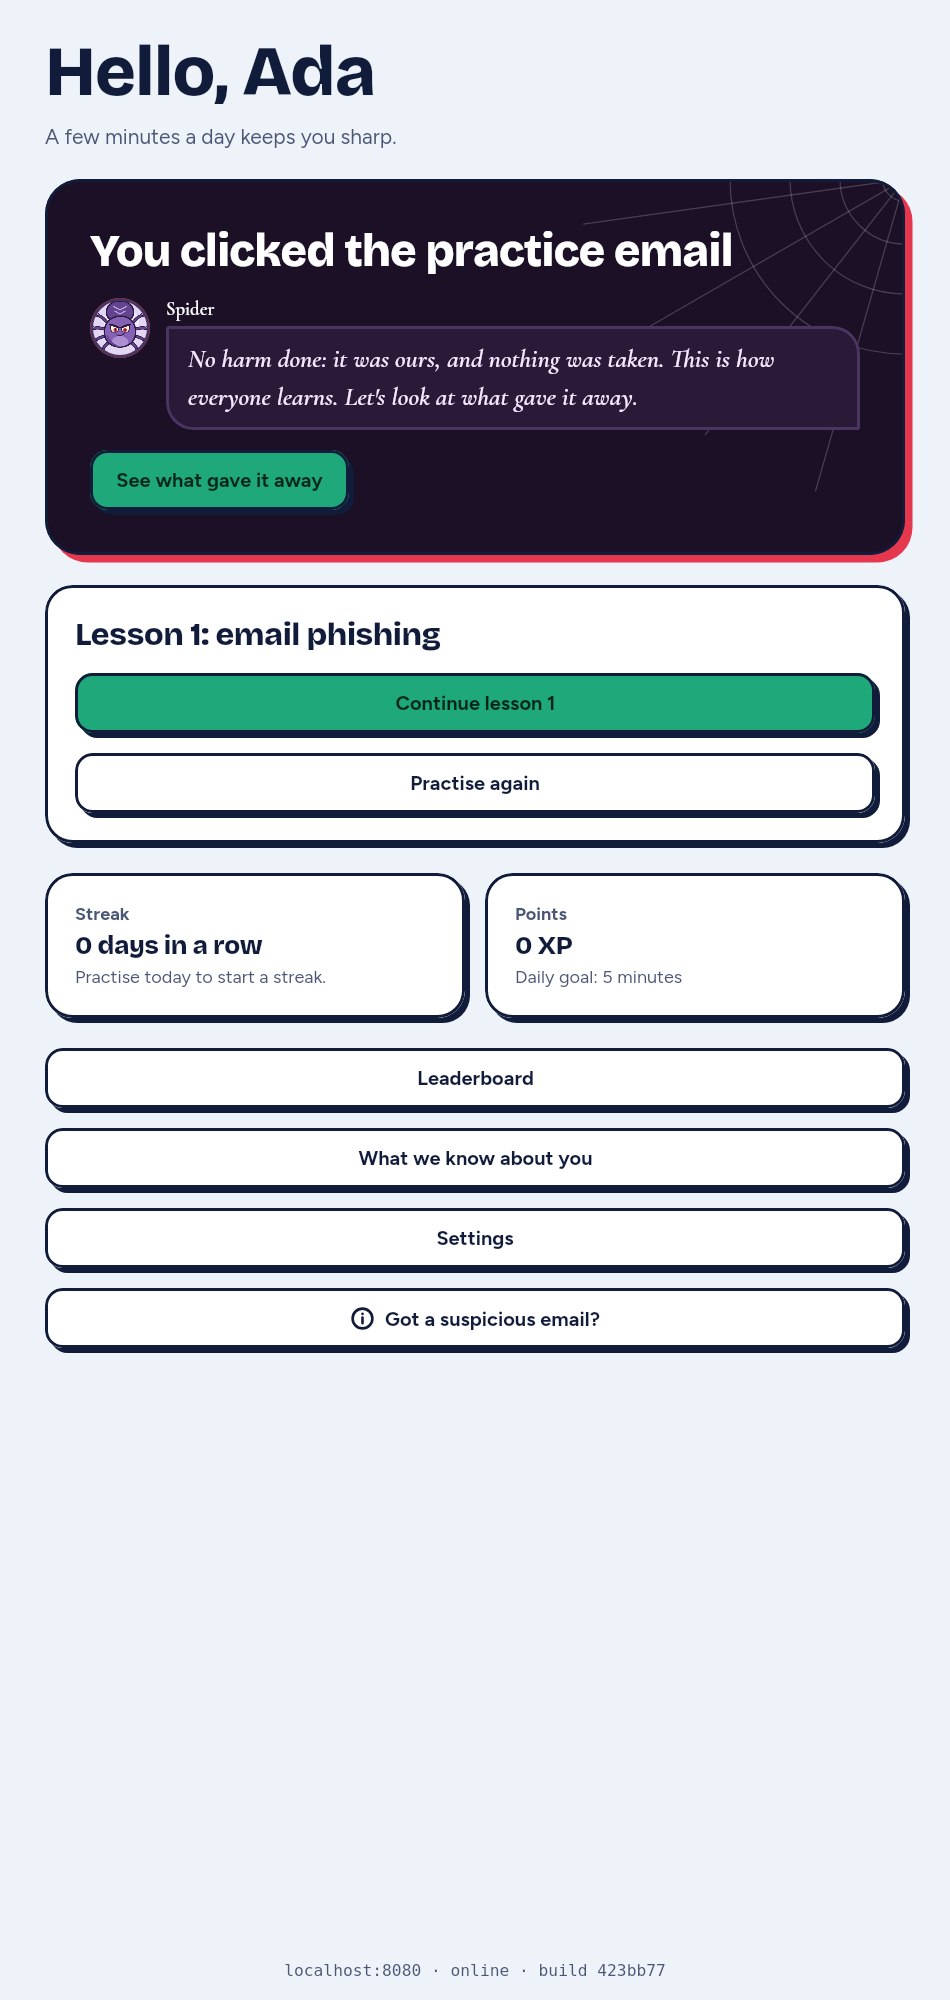 Hello, Ada
A few minutes a day keeps you sharp.
You clicked the practice email
Spider
No harm done: it was ours, and nothing was taken. This is how
everyone learns. Let's look at what gave it away.
See what gave it away
Lesson 1: email phishing
Continue lesson 1
Practise again
Streak
0 days in a row
Practise today to start a streak.
Points
0 XP
Daily goal: 5 minutes
Leaderboard
What we know about you
Settings
Got a suspicious email?
localhost:8080 · online · build 423bb77